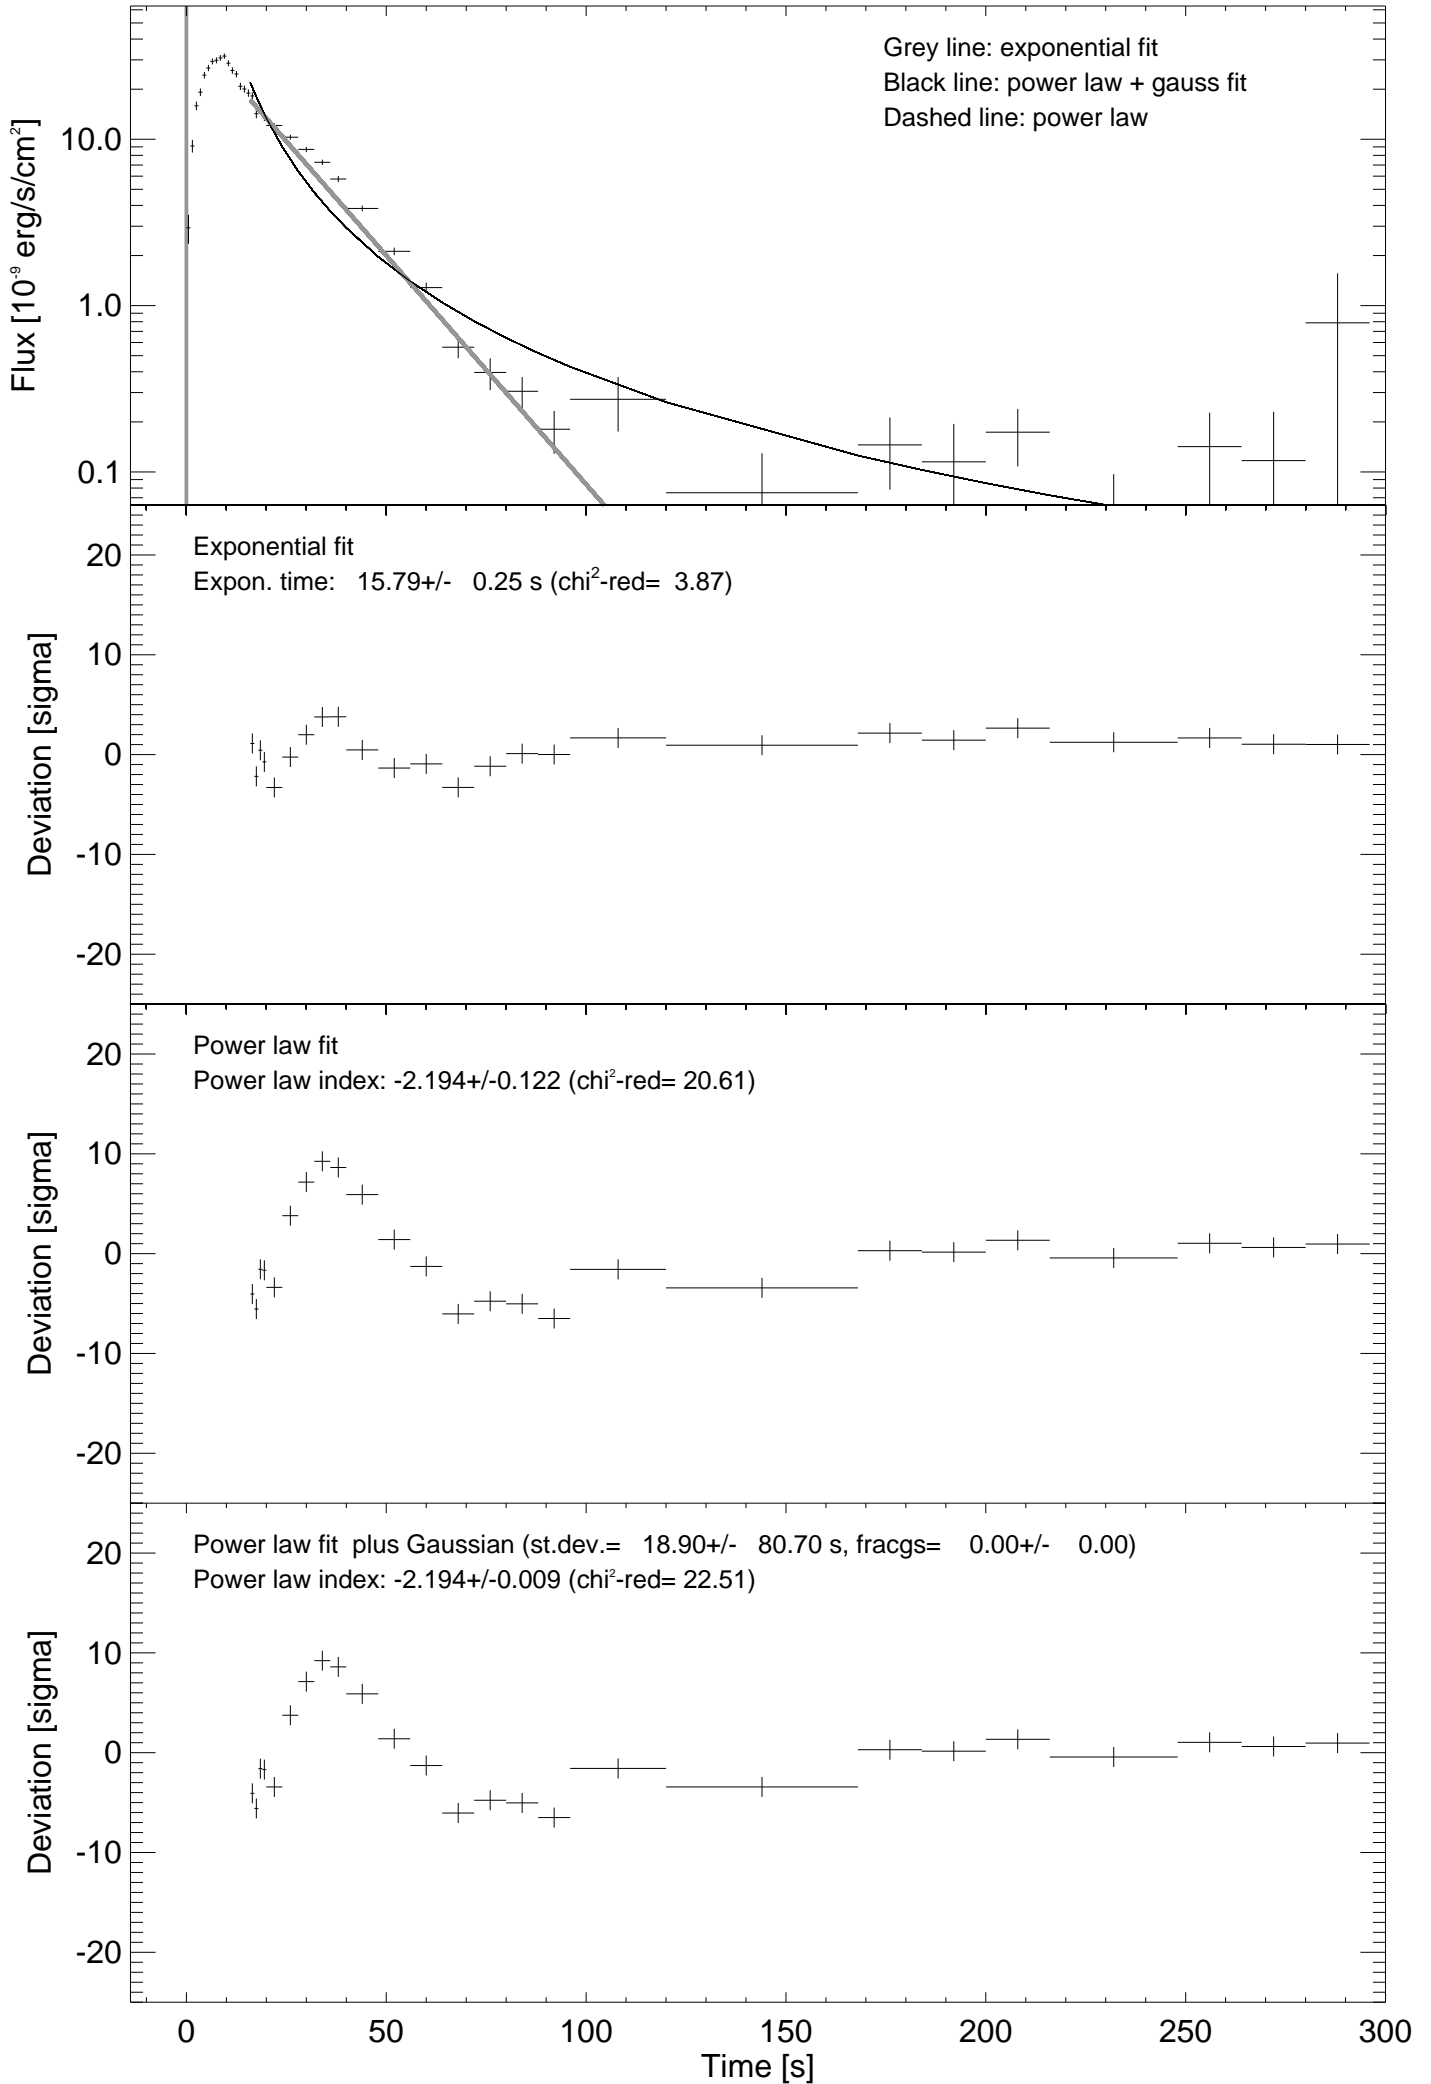 Grey line: exponential fit
Black line: power law + gauss fit
Dashed line: power law
Flux [10⁻⁹ erg/s/cm²]
10.0
1.0
0.1
Exponential fit
Expon. time:   15.79+/-   0.25 s (chi²-red=  3.87)
Deviation [sigma]
20
10
0
-10
-20
Power law fit
Power law index: -2.194+/-0.122 (chi²-red= 20.61)
Deviation [sigma]
20
10
0
-10
-20
Power law fit  plus Gaussian (st.dev.=   18.90+/-   80.70 s, fracgs=    0.00+/-    0.00)
Power law index: -2.194+/-0.009 (chi²-red= 22.51)
Deviation [sigma]
20
10
0
-10
-20
0 50 100 150 200 250 300
Time [s]